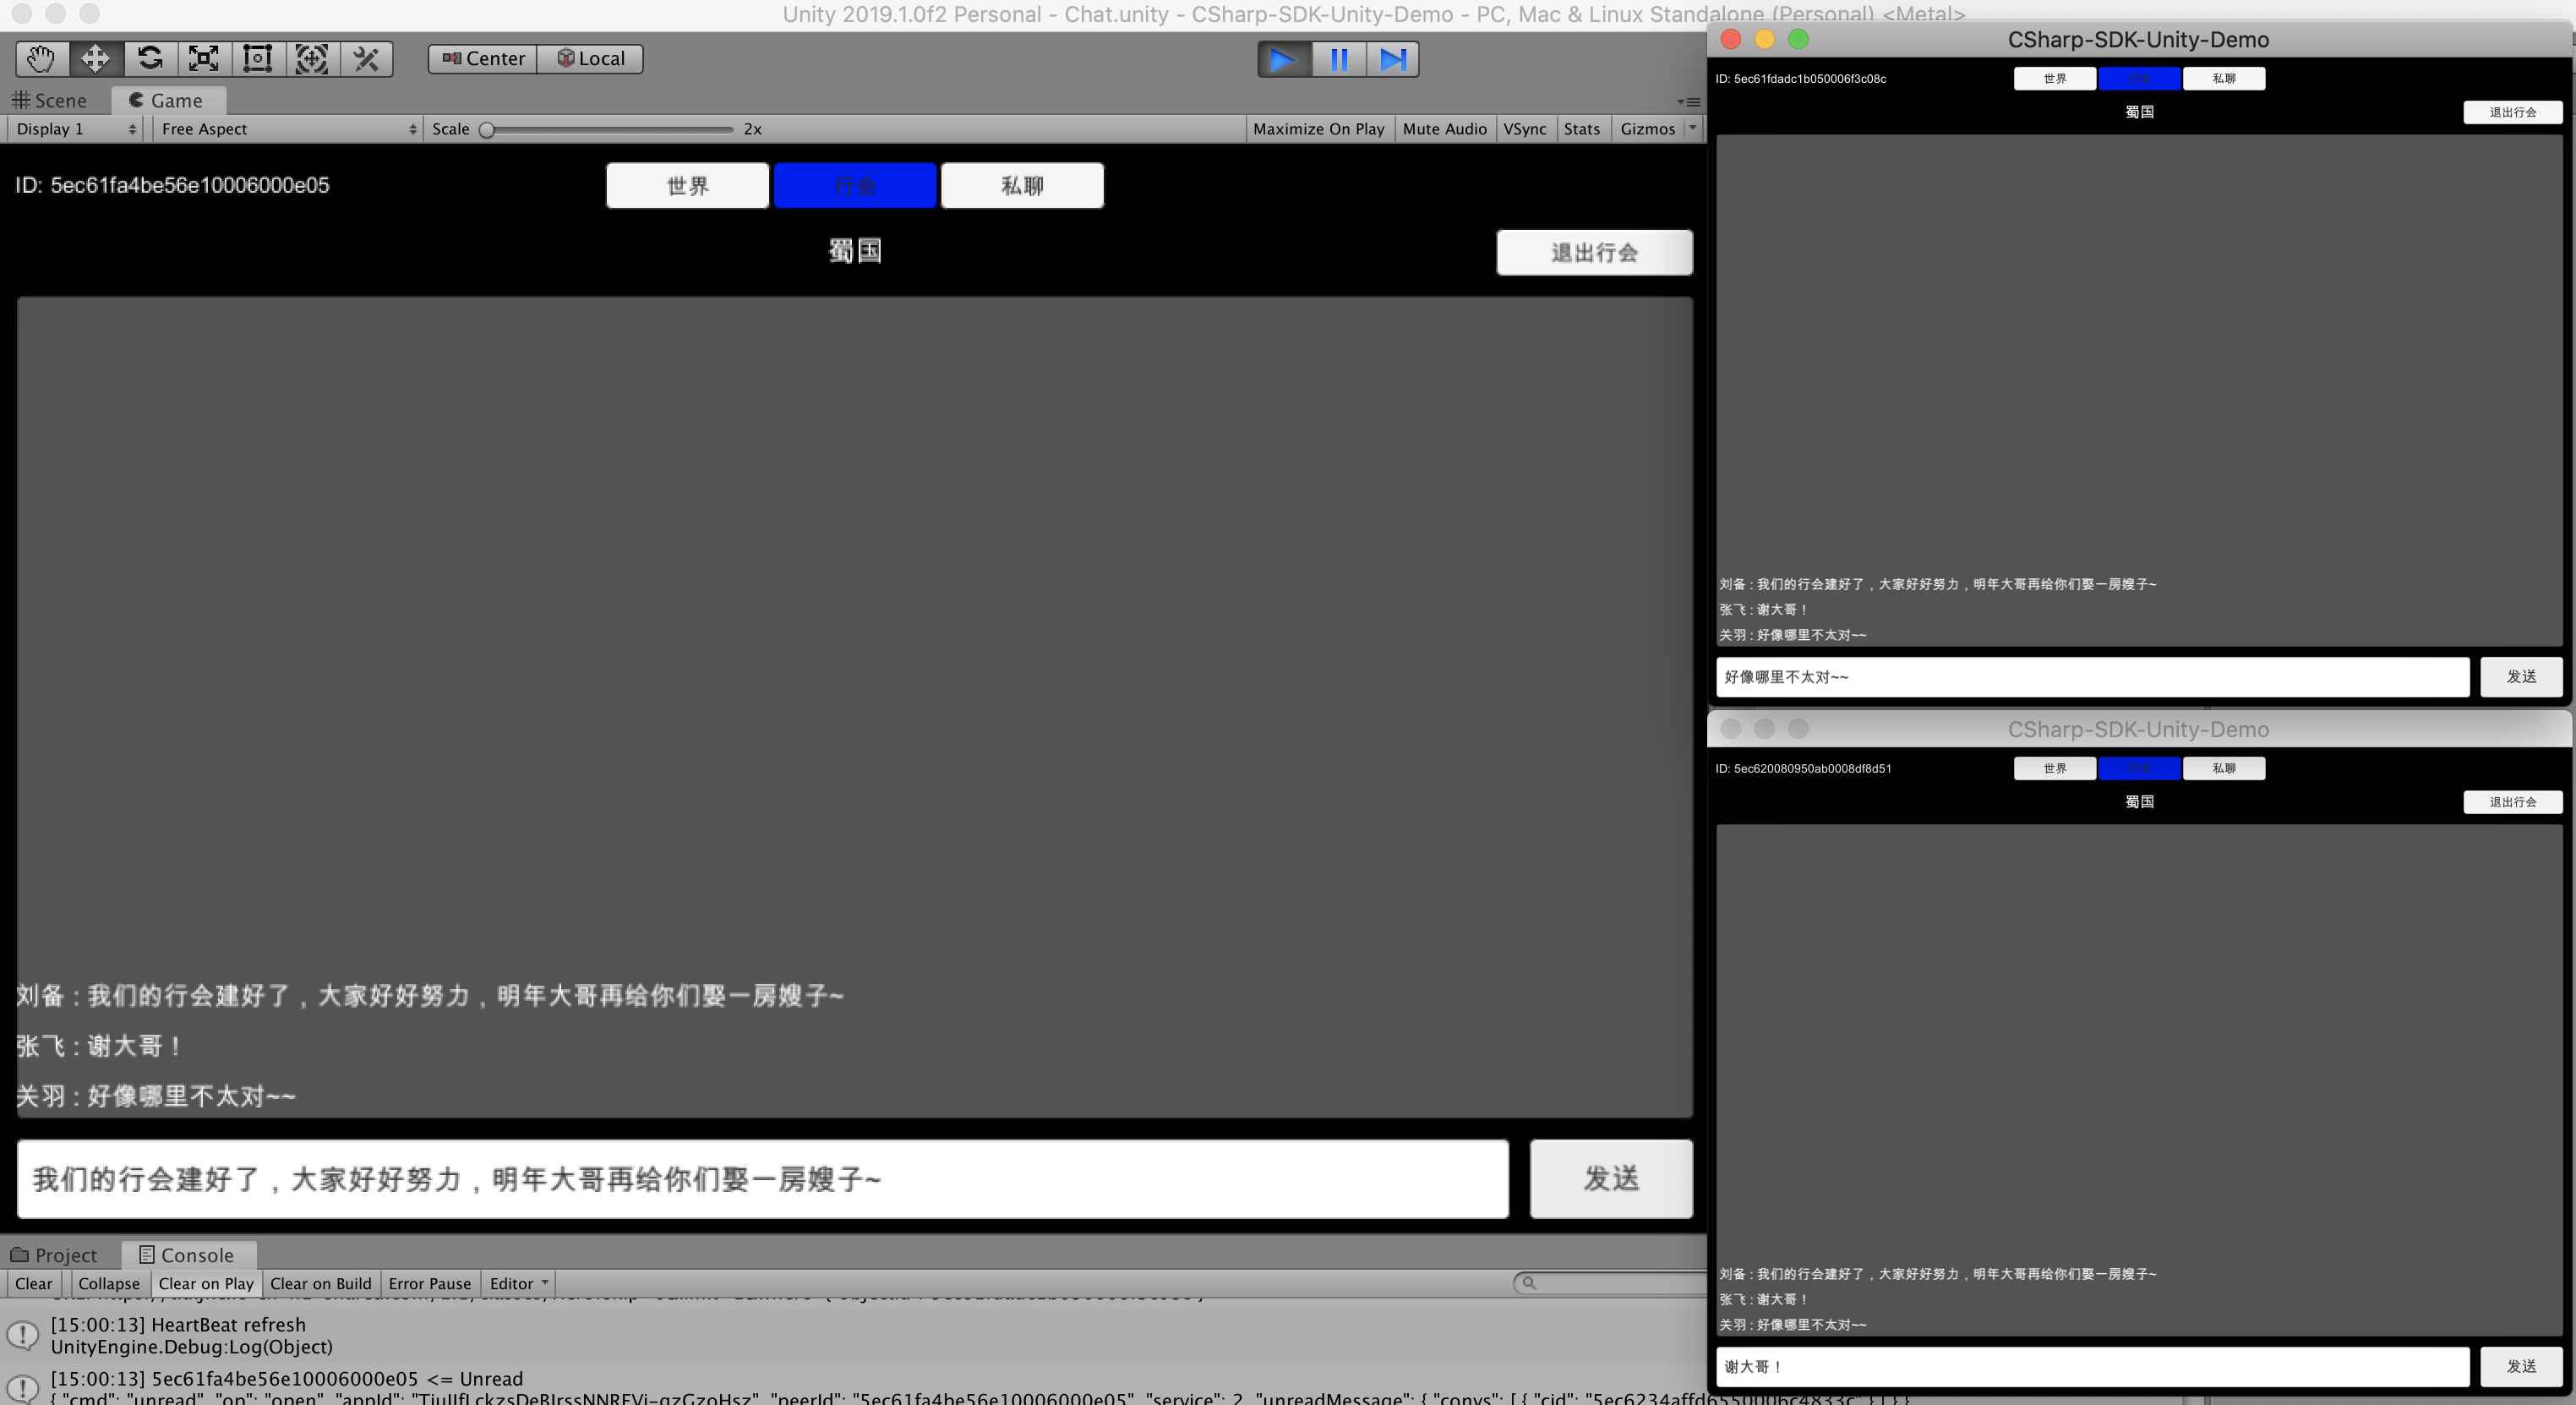 Unity 2019.1.0f2 Personal - Chat.unity - CSharp-SDK-Unity-Demo - PC, Mac & Linux Standalone (Personal) <Metal>
Center Local
Scene Game
Display 1 Free Aspect Scale 2x Maximize On Play Mute Audio VSync Stats Gizmos
ID: 5ec61fa4be56e10006000e05 世界 行会 私聊
蜀国 退出行会
刘备 : 我们的行会建好了，大家好好努力，明年大哥再给你们娶一房嫂子~
张飞 : 谢大哥！
关羽 : 好像哪里不太对~~
我们的行会建好了，大家好好努力，明年大哥再给你们娶一房嫂子~ 发送
Project Console
Clear Collapse Clear on Play Clear on Build Error Pause Editor
[15:00:13] HeartBeat refresh
UnityEngine.Debug:Log(Object)
[15:00:13] 5ec61fa4be56e10006000e05 <= Unread
{ "cmd": "unread", "op": "open", "appId": "peerId": "5ec61fa4be56e10006000e05", "service": 2, "unreadMessage": { "convs": [ { "cid": "5ec6234affd6550006c4833c" } ] } }
CSharp-SDK-Unity-Demo
ID: 5ec61fdadc1b050006f3c08c 世界 行会 私聊
蜀国 退出行会
刘备 : 我们的行会建好了，大家好好努力，明年大哥再给你们娶一房嫂子~
张飞 : 谢大哥！
关羽 : 好像哪里不太对~~
好像哪里不太对~~ 发送
CSharp-SDK-Unity-Demo
ID: 5ec620080950ab0008df8d51 世界 行会 私聊
蜀国 退出行会
刘备 : 我们的行会建好了，大家好好努力，明年大哥再给你们娶一房嫂子~
张飞 : 谢大哥！
关羽 : 好像哪里不太对~~
谢大哥！ 发送